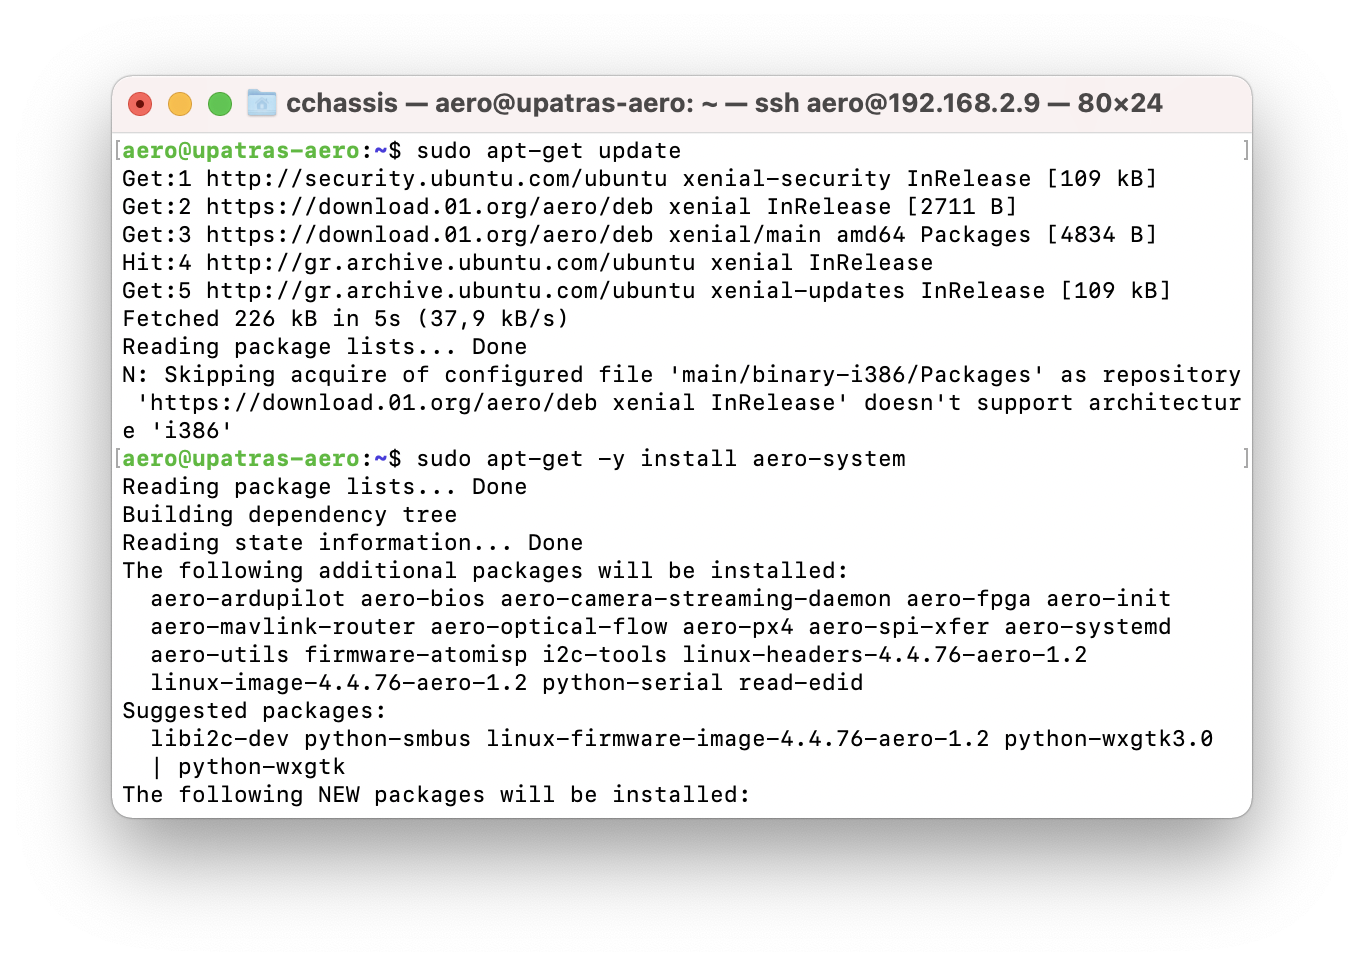 cchassis — aero@upatras-aero: ~ — ssh aero@192.168.2.9 — 80×24
[aero@upatras-aero:~$ sudo apt-get update ]
Get:1 http://security.ubuntu.com/ubuntu xenial-security InRelease [109 kB]
Get:2 https://download.01.org/aero/deb xenial InRelease [2711 B]
Get:3 https://download.01.org/aero/deb xenial/main amd64 Packages [4834 B]
Hit:4 http://gr.archive.ubuntu.com/ubuntu xenial InRelease
Get:5 http://gr.archive.ubuntu.com/ubuntu xenial-updates InRelease [109 kB]
Fetched 226 kB in 5s (37,9 kB/s)
Reading package lists... Done
N: Skipping acquire of configured file 'main/binary-i386/Packages' as repository
 'https://download.01.org/aero/deb xenial InRelease' doesn't support architectur
e 'i386'
[aero@upatras-aero:~$ sudo apt-get -y install aero-system ]
Reading package lists... Done
Building dependency tree
Reading state information... Done
The following additional packages will be installed:
  aero-ardupilot aero-bios aero-camera-streaming-daemon aero-fpga aero-init
  aero-mavlink-router aero-optical-flow aero-px4 aero-spi-xfer aero-systemd
  aero-utils firmware-atomisp i2c-tools linux-headers-4.4.76-aero-1.2
  linux-image-4.4.76-aero-1.2 python-serial read-edid
Suggested packages:
  libi2c-dev python-smbus linux-firmware-image-4.4.76-aero-1.2 python-wxgtk3.0
  | python-wxgtk
The following NEW packages will be installed: